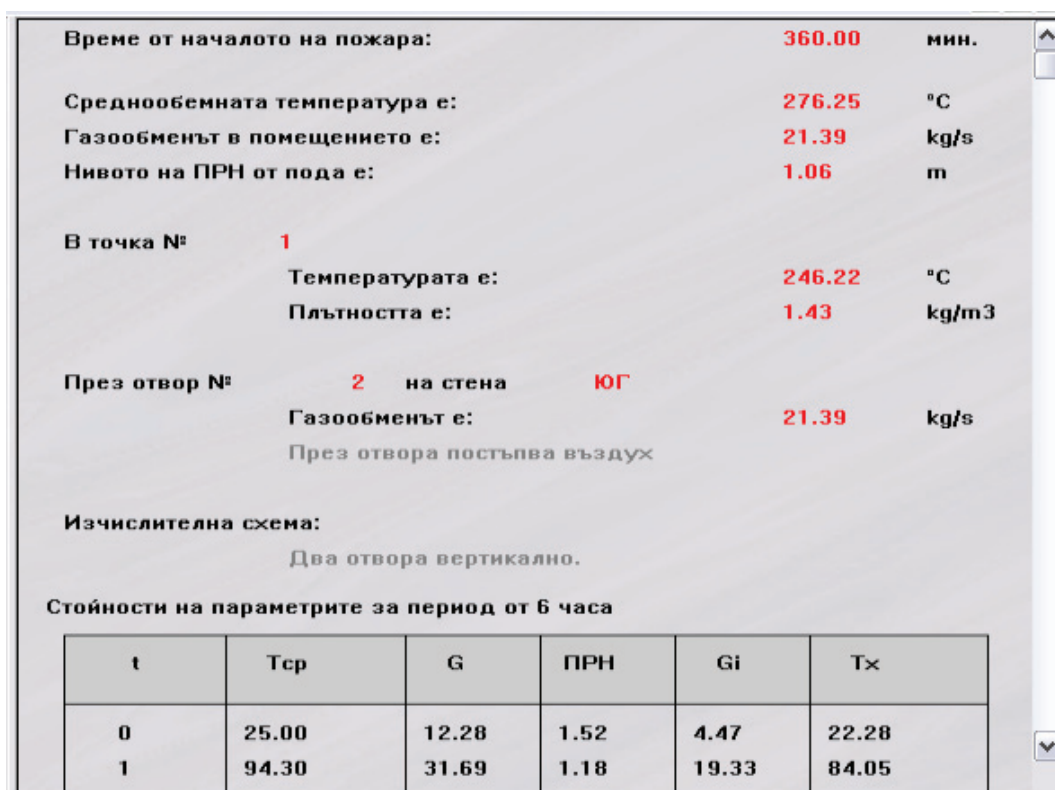 Време от началото на пожара: 360.00 мин.
Среднообемната температура е: 276.25 °C
Газообменът в помещението е: 21.39 kg/s
Нивото на ПРН от пода е: 1.06 m
В точка № 1
Температурата е: 246.22 °C
Плътността е: 1.43 kg/m3
През отвор № 2 на стена ЮГ
Газообменът е: 21.39 kg/s
През отвора постъпва въздух
Изчислителна схема:
Два отвора вертикално.
Стойности на параметрите за период от 6 часа
t Tcp G ПРН Gi Tx
0 25.00 12.28 1.52 4.47 22.28
1 94.30 31.69 1.18 19.33 84.05